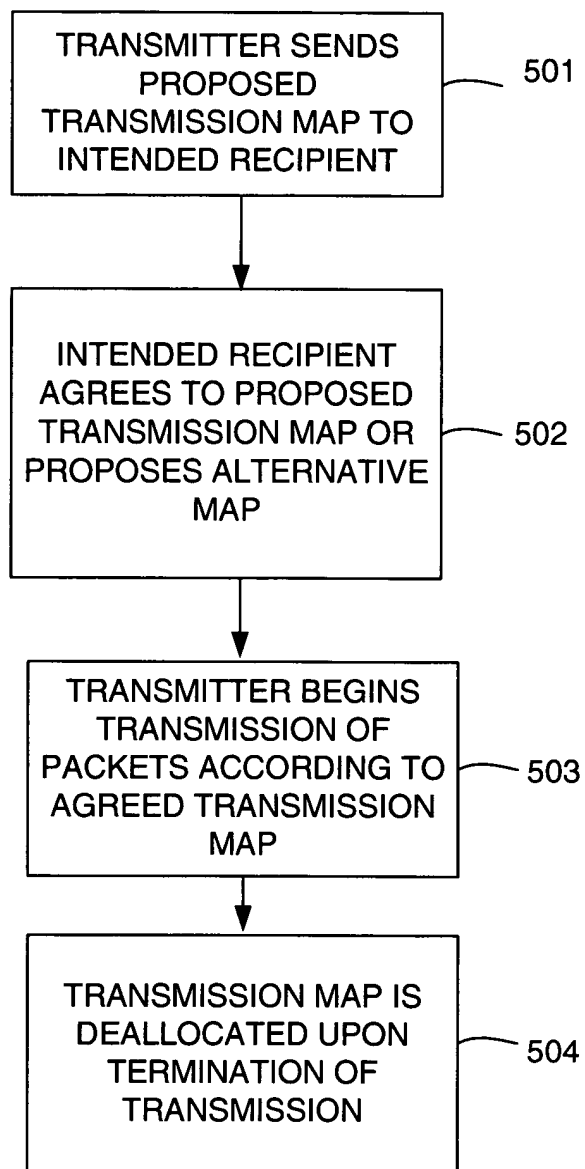 TRANSMITTER SENDS
PROPOSED
TRANSMISSION MAP TO
INTENDED RECIPIENT
501
INTENDED RECIPIENT
AGREES TO PROPOSED
TRANSMISSION MAP OR
PROPOSES ALTERNATIVE
MAP
502
TRANSMITTER BEGINS
TRANSMISSION OF
PACKETS ACCORDING TO
AGREED TRANSMISSION
MAP
503
TRANSMISSION MAP IS
DEALLOCATED UPON
TERMINATION OF
TRANSMISSION
504